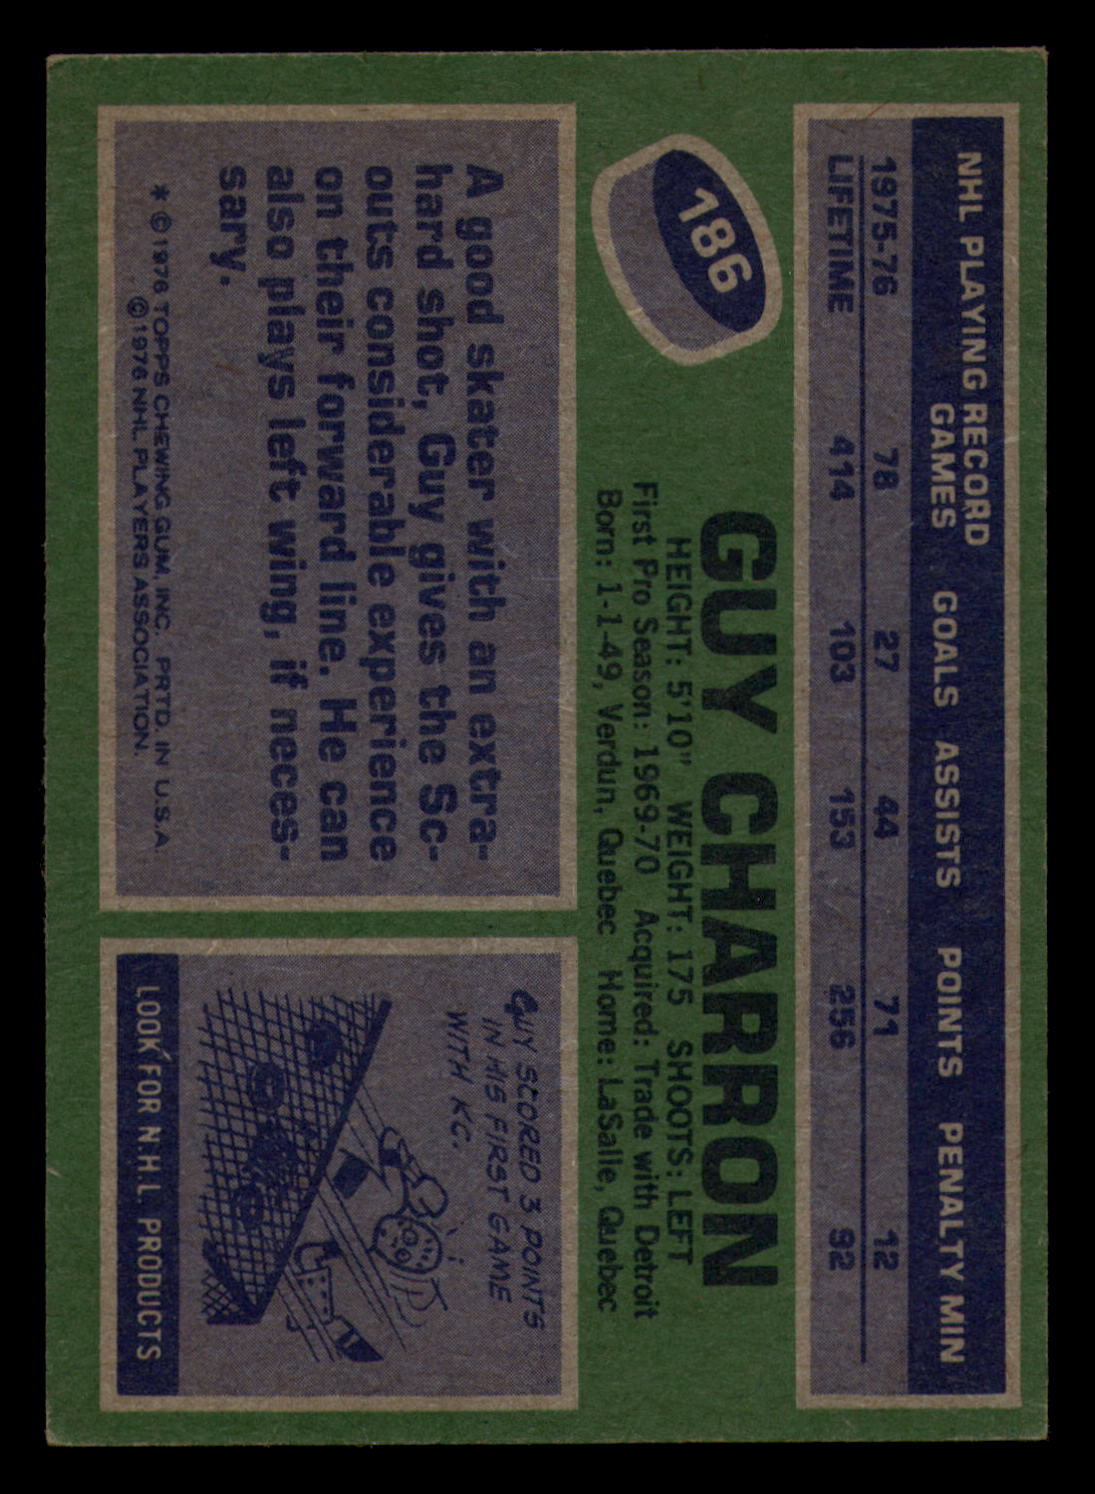 NHL PLAYING RECORD
GAMES GOALS ASSISTS POINTS PENALTY MIN
1975-76 78 27 44 71 12
LIFETIME 414 103 153 256 92
186
GUY CHARRON
HEIGHT: 5'10" WEIGHT: 175 SHOOTS: LEFT
First Pro Season: 1969-70 Acquired: Trade with Detroit
Born: 1-1-49, Verdun, Quebec Home: LaSalle, Quebec
A good skater with an extra-
hard shot, Guy gives the Sc-
outs considerable experience
on their forward line. He can
also plays left wing, if neces-
sary.
* ©1976 TOPPS CHEWING GUM, INC. PRTD. IN U.S.A.
©1976 NHL PLAYERS ASSOCIATION.
GUY SCORED 3 POINTS
IN HIS FIRST GAME
WITH K.C.
LOOK FOR N.H.L. PRODUCTS